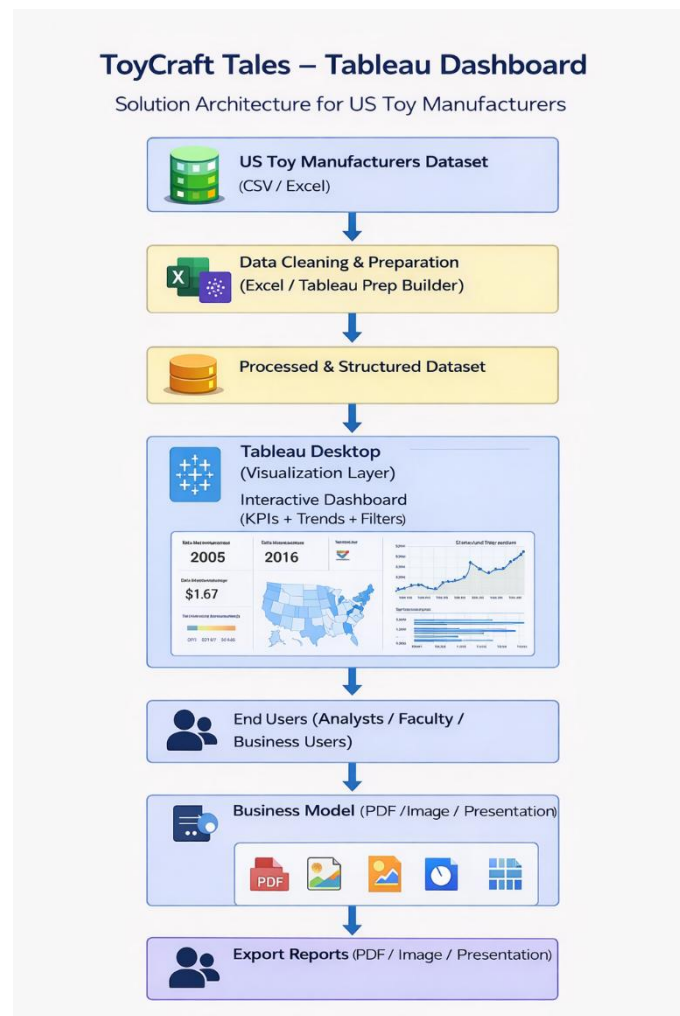 ToyCraft Tales – Tableau Dashboard
Solution Architecture for US Toy Manufacturers
US Toy Manufacturers Dataset
(CSV / Excel)
X
Data Cleaning & Preparation
(Excel / Tableau Prep Builder)
Processed & Structured Dataset
Tableau Desktop
(Visualization Layer)
Interactive Dashboard
(KPIs + Trends + Filters)
2005
2016
$1.67
End Users (Analysts / Faculty /
Business Users)
Business Model (PDF /Image / Presentation)
PDF
Export Reports (PDF / Image / Presentation)